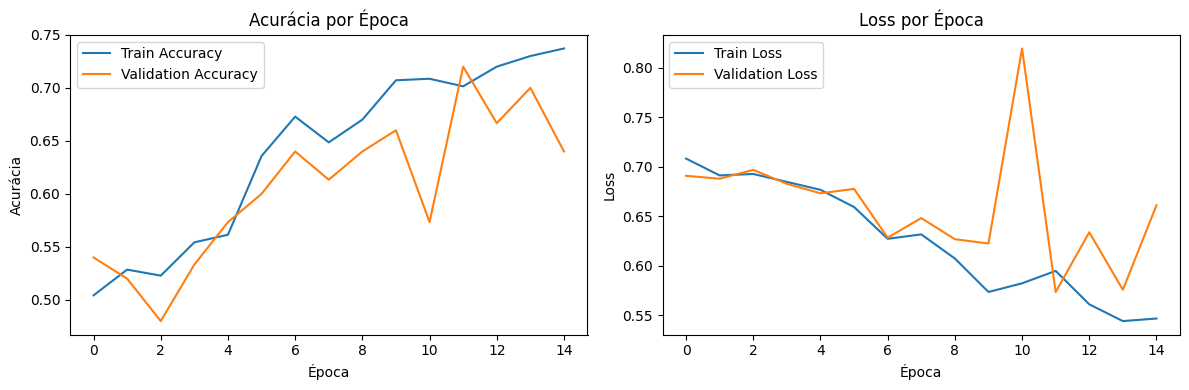 Acurácia por Época
Train Accuracy
Validation Accuracy
0.75
0.70
0.65
0.60
0.55
0.50
Acurácia
0 2 4 6 8 10 12 14
Época
Loss por Época
Train Loss
Validation Loss
0.80
0.75
0.70
0.65
0.60
0.55
Loss
0 2 4 6 8 10 12 14
Época